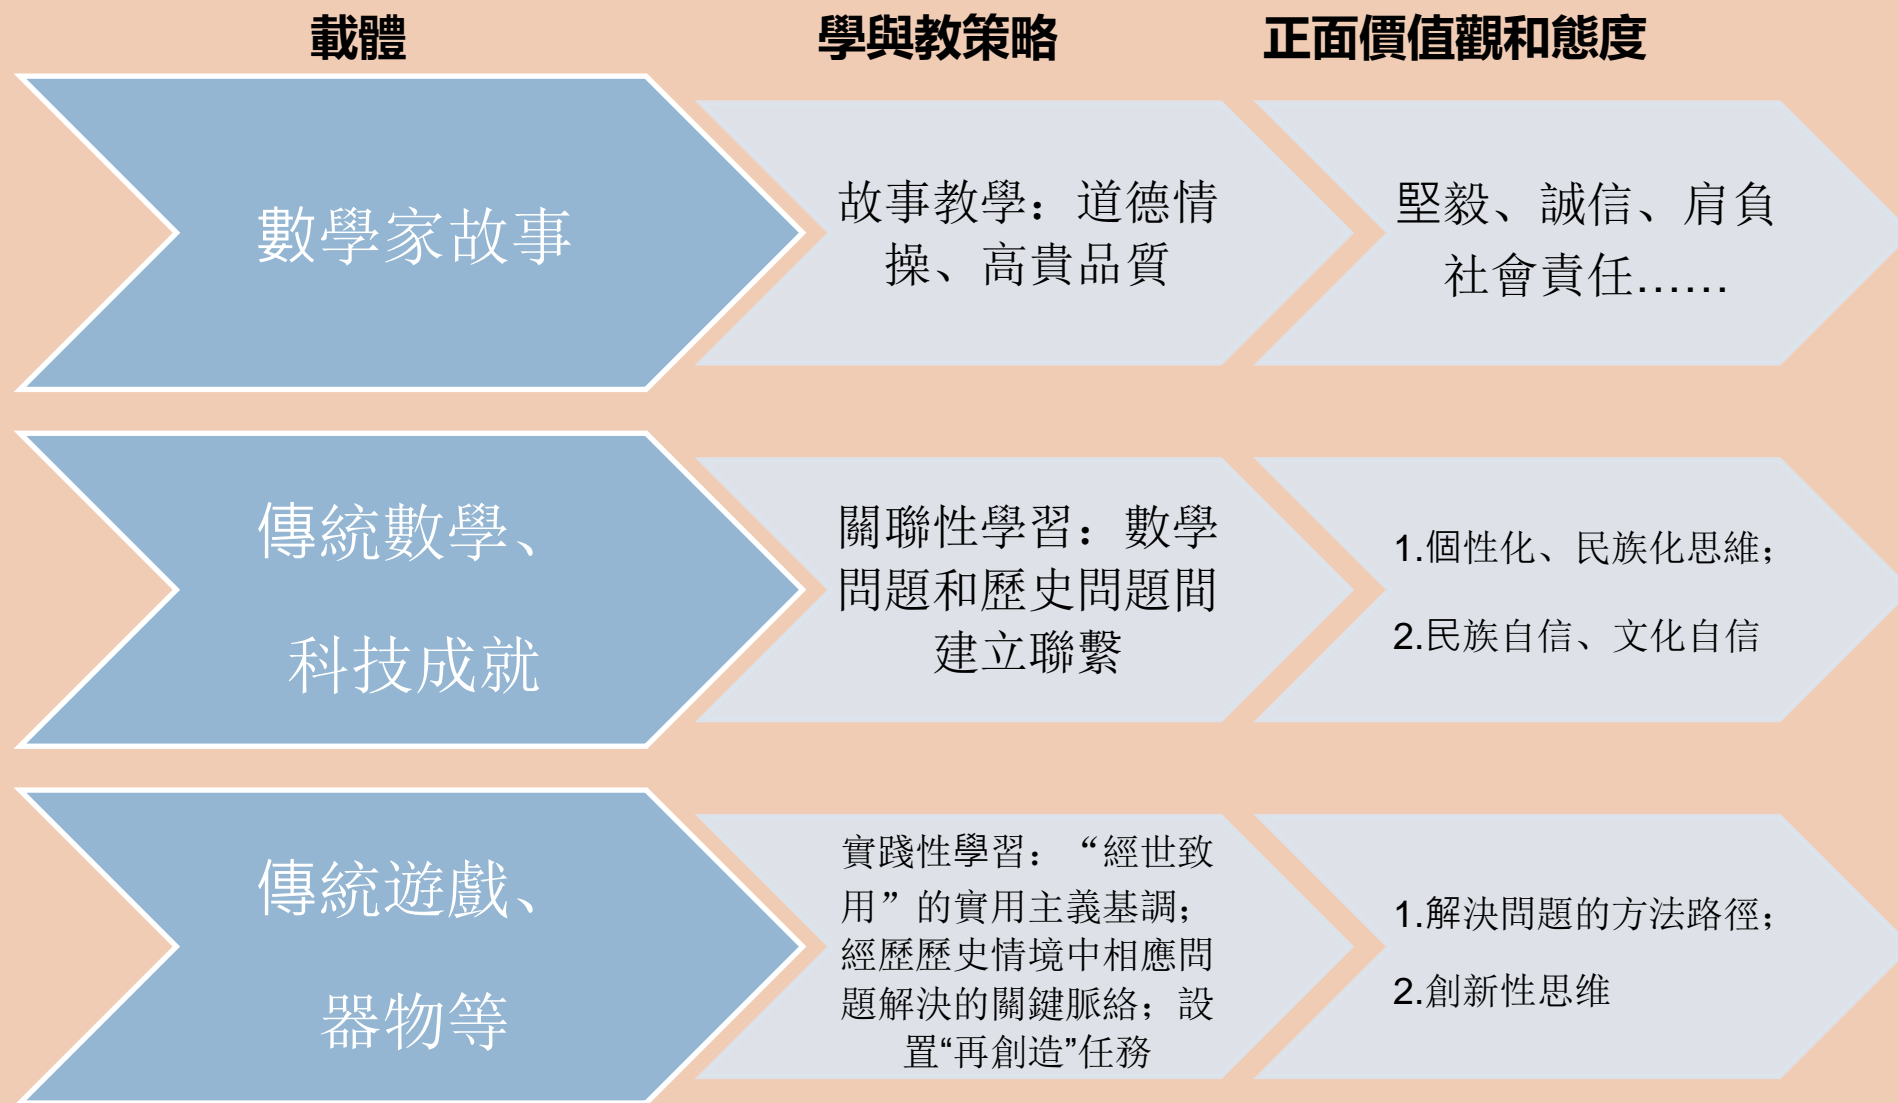 載體
學與教策略
正面價值觀和態度
數學家故事
故事教學：道德情
操、高貴品質
堅毅、誠信、肩負
社會責任……
傳統數學、
科技成就
關聯性學習：數學
問題和歷史問題間
建立聯繫
1.個性化、民族化思維；
2.民族自信、文化自信
傳統遊戲、
器物等
實踐性學習：“經世致
用”的實用主義基調；
經歷歷史情境中相應問
題解決的關鍵脈絡；設
置“再創造”任務
1.解決問題的方法路徑；
2.創新性思维